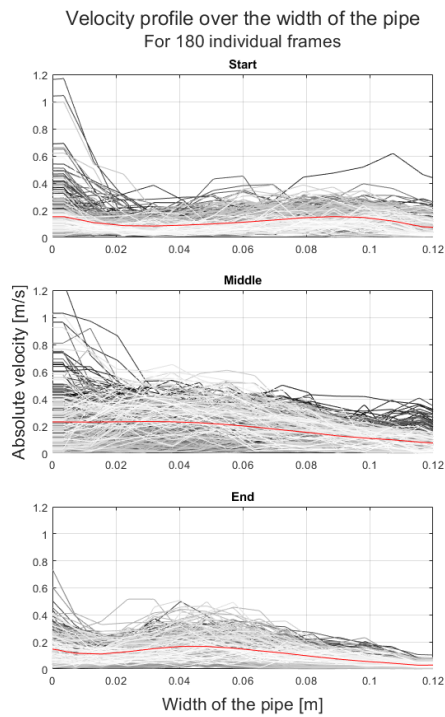 Velocity profile over the width of the pipe
For 180 individual frames
Start
1.2
1
0.8
0.6
0.4
0.2
0
0 0.02 0.04 0.06 0.08 0.1 0.12
Middle
Absolute velocity [m/s]
1.2
1
0.8
0.6
0.4
0.2
0
0 0.02 0.04 0.06 0.08 0.1 0.12
End
1.2
1
0.8
0.6
0.4
0.2
0
0 0.02 0.04 0.06 0.08 0.1 0.12
Width of the pipe [m]